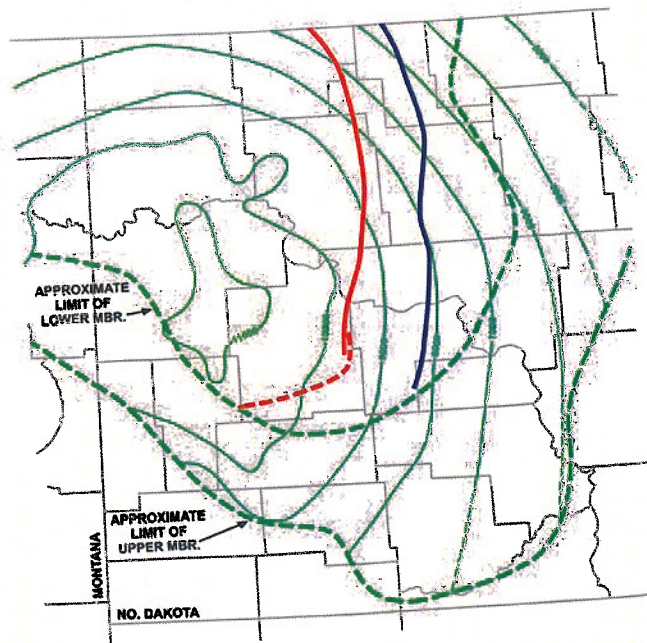 APPROXIMATE
LIMIT OF
LOWER MBR.
APPROXIMATE
LIMIT OF
UPPER MBR.
MONTANA
NO. DAKOTA